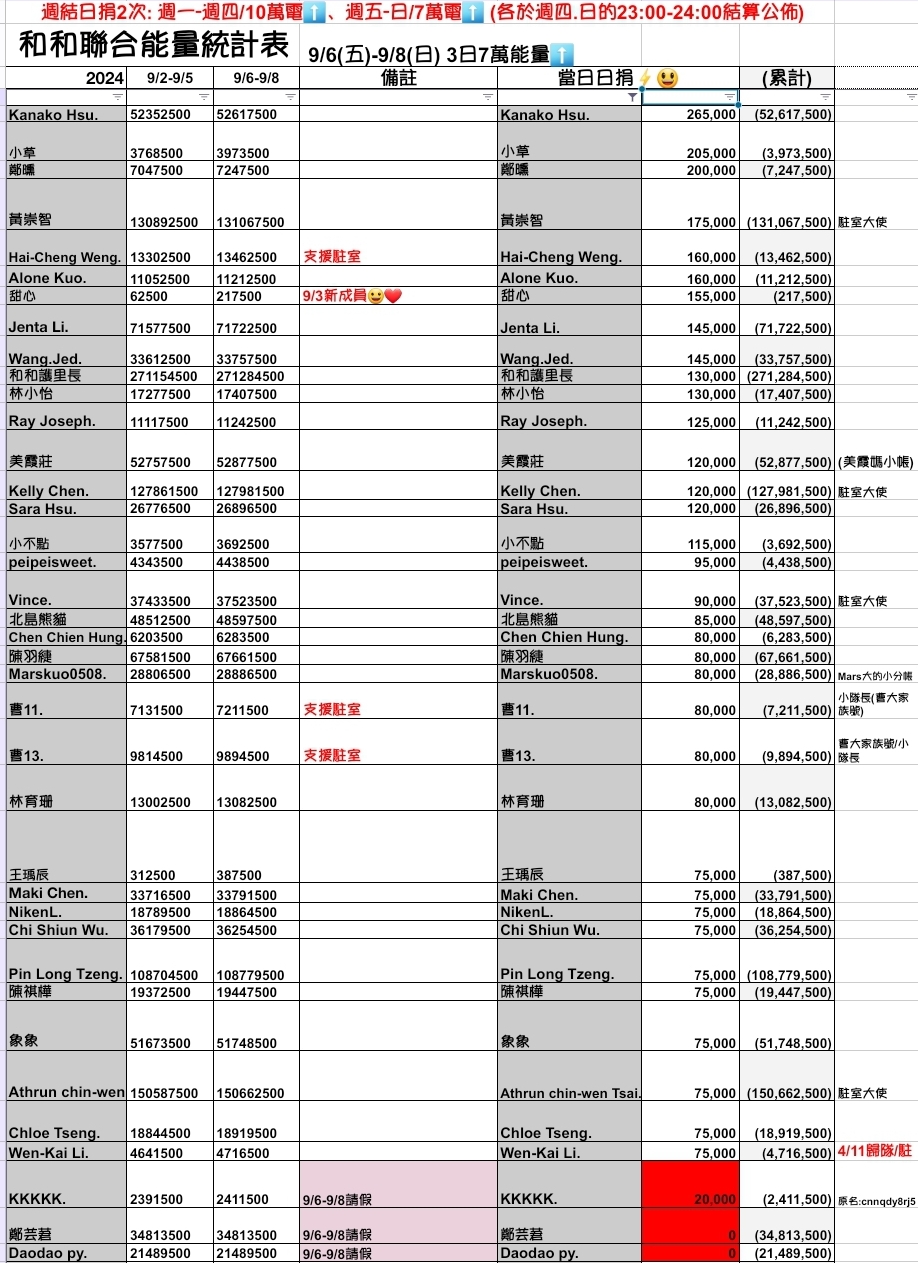 週結日捐2次: 週一-週四/10萬電⬆️、週五-日/7萬電⬆️ (各於週四.日的23:00-24:00結算公佈)
和和聯合能量統計表 9/6(五)-9/8(日) 3日7萬能量⬆️
2024 9/2-9/5 9/6-9/8 備註 當日日捐⚡😃 (累計)
Kanako Hsu. 52352500 52617500 Kanako Hsu. 265,000 (52,617,500)
小草 3768500 3973500 小草 205,000 (3,973,500)
鄭曛 7047500 7247500 鄭曛 200,000 (7,247,500)
黃崇智 130892500 131067500 黃崇智 175,000 (131,067,500) 駐室大使
Hai-Cheng Weng. 13302500 13462500 支援駐室 Hai-Cheng Weng. 160,000 (13,462,500)
Alone Kuo. 11052500 11212500 Alone Kuo. 160,000 (11,212,500)
甜心 62500 217500 9/3新成員😀❤️ 甜心 155,000 (217,500)
Jenta Li. 71577500 71722500 Jenta Li. 145,000 (71,722,500)
Wang.Jed. 33612500 33757500 Wang.Jed. 145,000 (33,757,500)
和和護里長 271154500 271284500 和和護里長 130,000 (271,284,500)
林小怡 17277500 17407500 林小怡 130,000 (17,407,500)
Ray Joseph. 11117500 11242500 Ray Joseph. 125,000 (11,242,500)
美霞莊 52757500 52877500 美霞莊 120,000 (52,877,500) (美霞媽小帳)
Kelly Chen. 127861500 127981500 Kelly Chen. 120,000 (127,981,500) 駐室大使
Sara Hsu. 26776500 26896500 Sara Hsu. 120,000 (26,896,500)
小不點 3577500 3692500 小不點 115,000 (3,692,500)
peipeisweet. 4343500 4438500 peipeisweet. 95,000 (4,438,500)
Vince. 37433500 37523500 Vince. 90,000 (37,523,500) 駐室大使
北島熊貓 48512500 48597500 北島熊貓 85,000 (48,597,500)
Chen Chien Hung. 6203500 6283500 Chen Chien Hung. 80,000 (6,283,500)
陳羽緁 67581500 67661500 陳羽緁 80,000 (67,661,500)
Marskuo0508. 28806500 28886500 Marskuo0508. 80,000 (28,886,500) Mars大的小分帳
曹11. 7131500 7211500 支援駐室 曹11. 80,000 (7,211,500) 小隊長(曹大家
族號)
曹13. 9814500 9894500 支援駐室 曹13. 80,000 (9,894,500) 曹大家族號/小
隊長
林育珊 13002500 13082500 林育珊 80,000 (13,082,500)
王瑀辰 312500 387500 王瑀辰 75,000 (387,500)
Maki Chen. 33716500 33791500 Maki Chen. 75,000 (33,791,500)
NikenL. 18789500 18864500 NikenL. 75,000 (18,864,500)
Chi Shiun Wu. 36179500 36254500 Chi Shiun Wu. 75,000 (36,254,500)
Pin Long Tzeng. 108704500 108779500 Pin Long Tzeng. 75,000 (108,779,500)
陳祺樺 19372500 19447500 陳祺樺 75,000 (19,447,500)
象象 51673500 51748500 象象 75,000 (51,748,500)
Athrun chin-wen 150587500 150662500 Athrun chin-wen Tsai. 75,000 (150,662,500) 駐室大使
Chloe Tseng. 18844500 18919500 Chloe Tseng. 75,000 (18,919,500)
Wen-Kai Li. 4641500 4716500 Wen-Kai Li. 75,000 (4,716,500) 4/11歸隊/駐
KKKKK. 2391500 2411500 9/6-9/8請假 KKKKK. 20,000 (2,411,500) 原名:cnnqdy8rj5
鄭芸莙 34813500 34813500 9/6-9/8請假 鄭芸莙 0 (34,813,500)
Daodao py. 21489500 21489500 9/6-9/8請假 Daodao py. 0 (21,489,500)